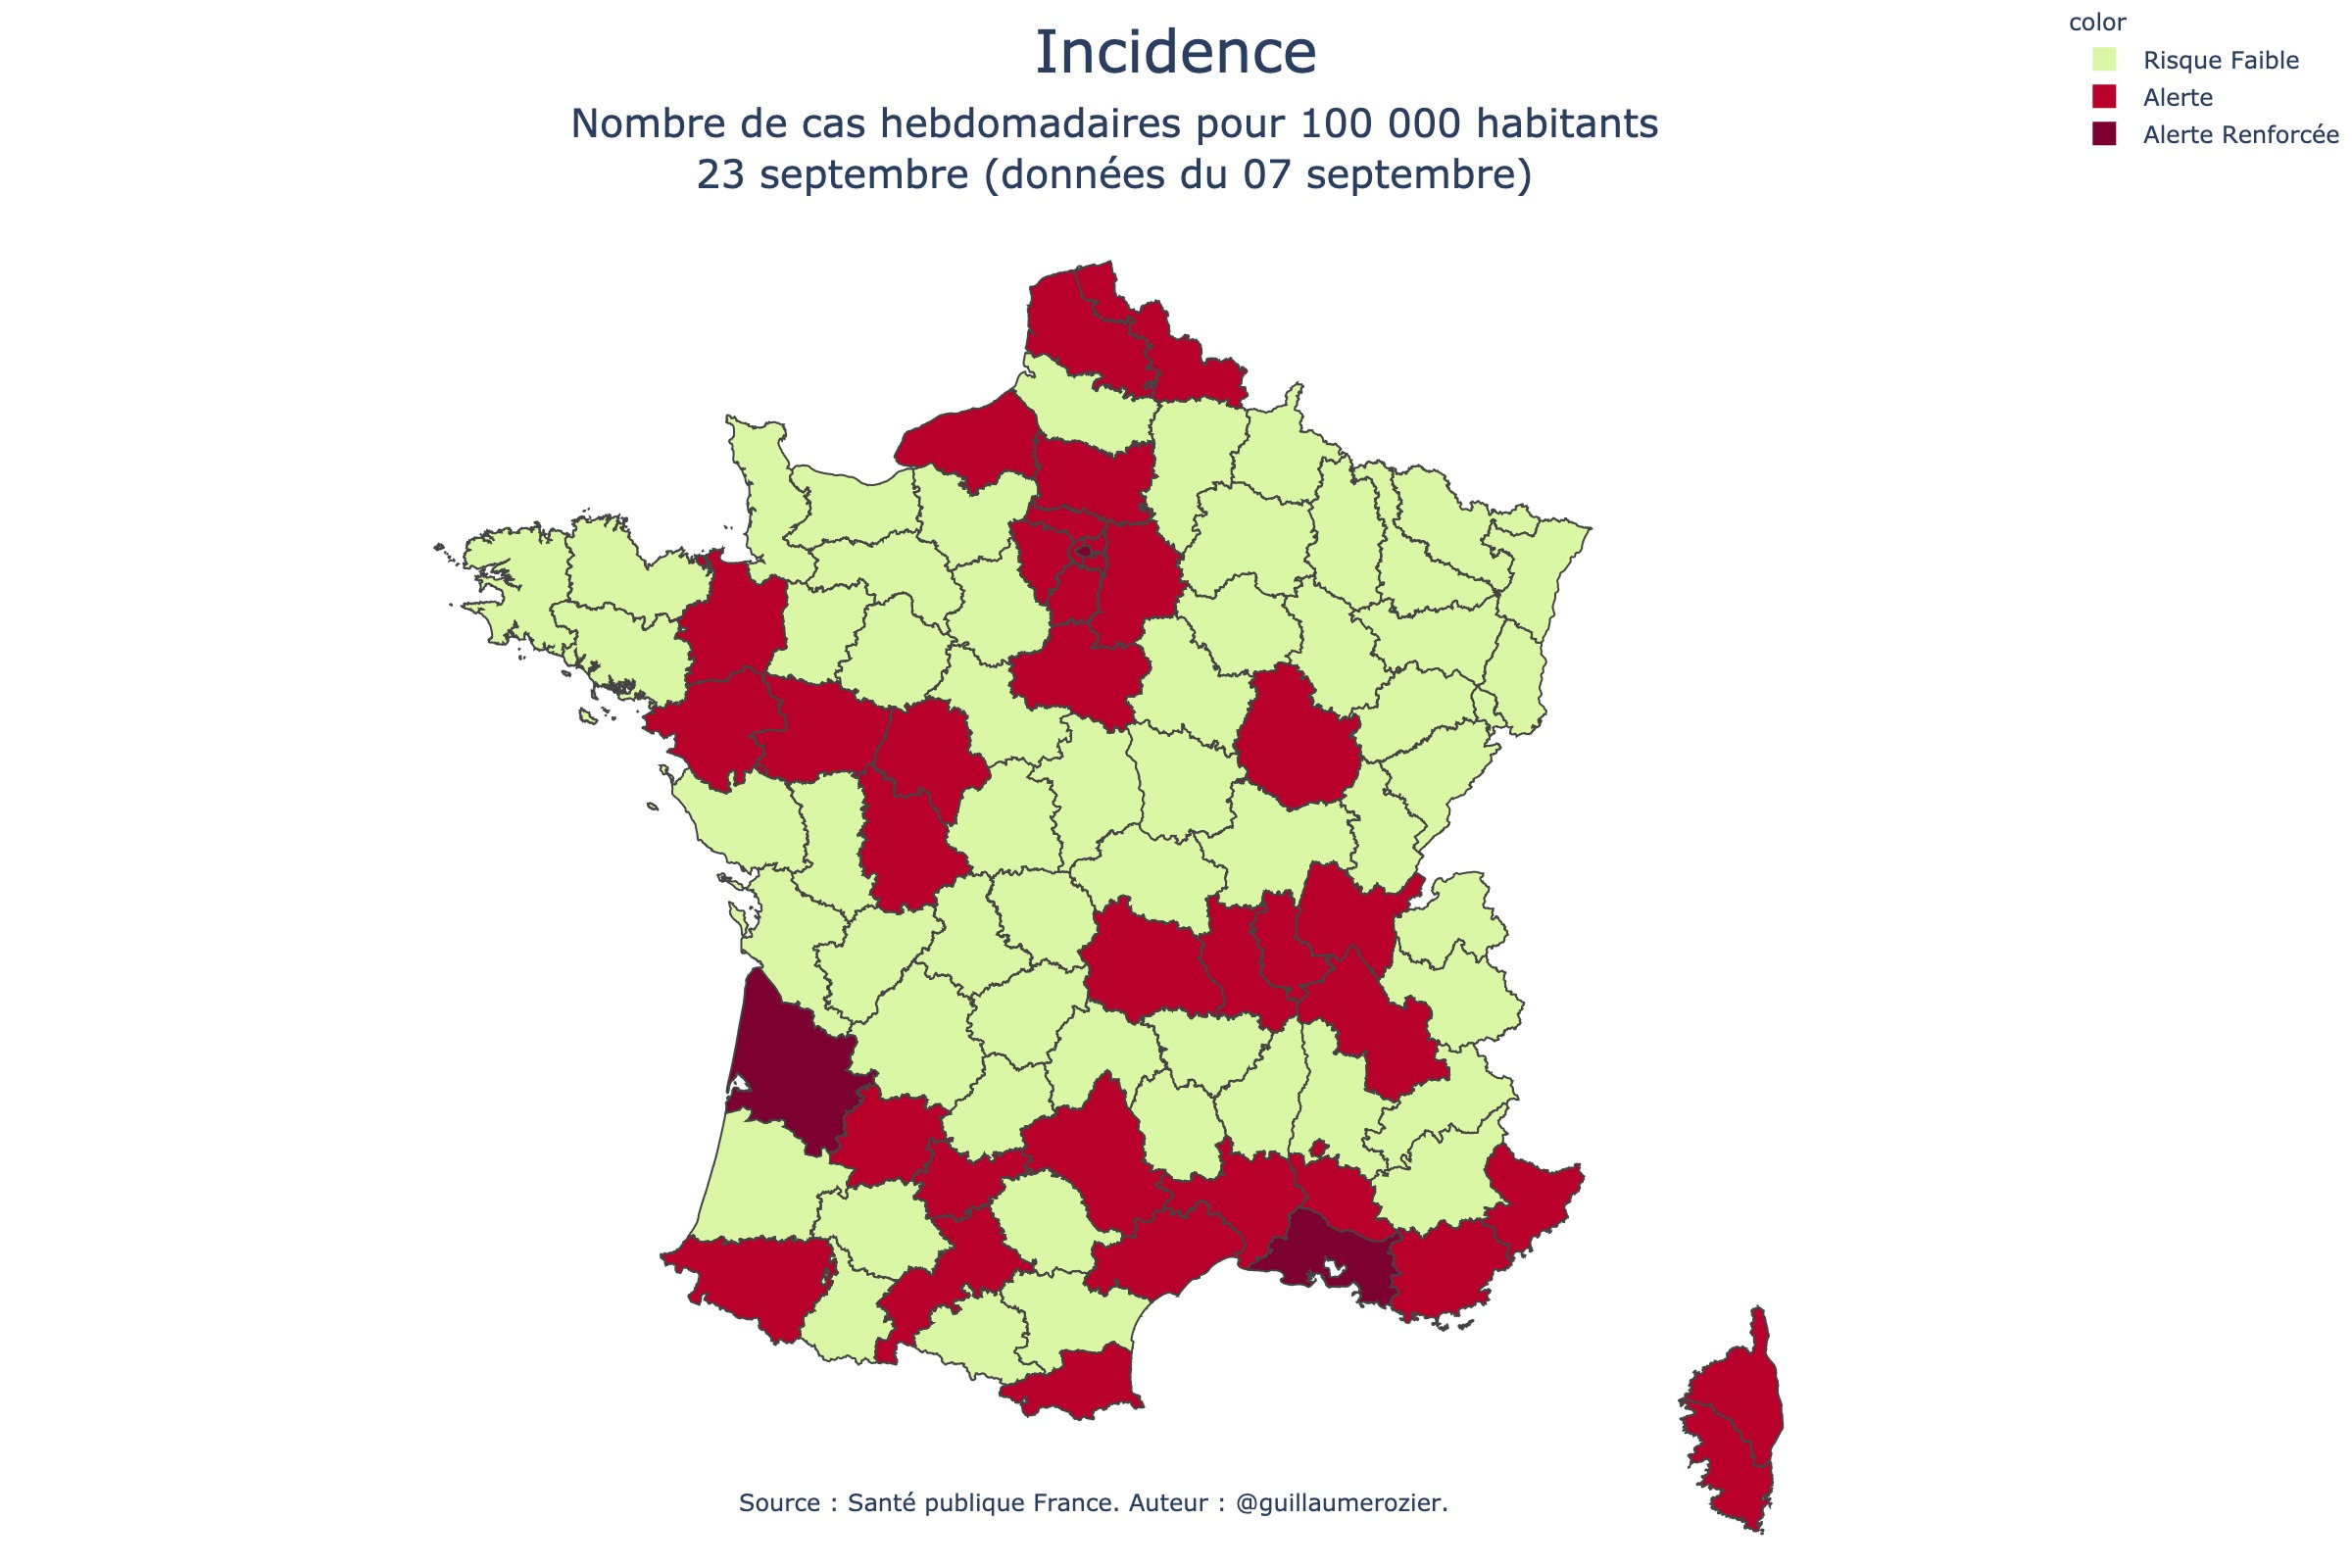 Incidence
Nombre de cas hebdomadaires pour 100 000 habitants
23 septembre (données du 07 septembre)
color
Risque Faible
Alerte
Alerte Renforcée
Source : Santé publique France. Auteur : @guillaumerozier.